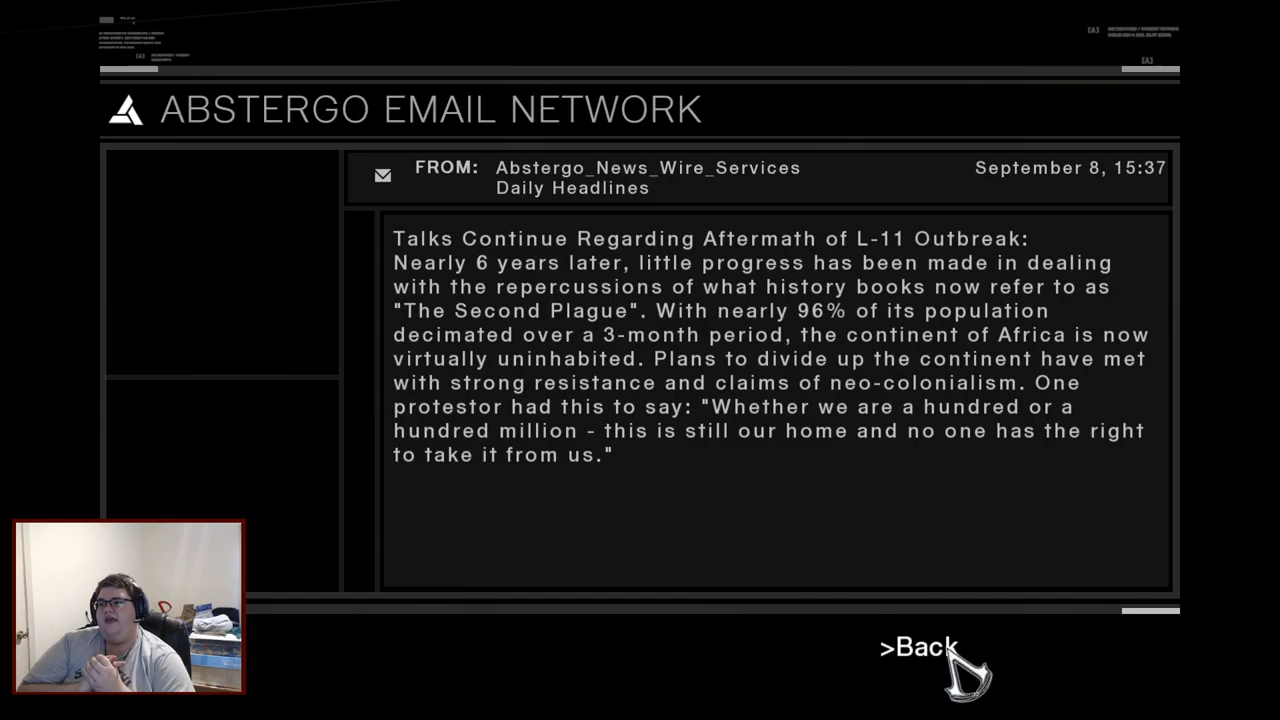 ABSTERGO EMAIL NETWORK
FROM: Abstergo_News_Wire_Services September 8, 15:37
Daily Headlines
Talks Continue Regarding Aftermath of L-11 Outbreak:
Nearly 6 years later, little progress has been made in dealing
with the repercussions of what history books now refer to as
"The Second Plague". With nearly 96% of its population
decimated over a 3-month period, the continent of Africa is now
virtually uninhabited. Plans to divide up the continent have met
with strong resistance and claims of neo-colonialism. One
protestor had this to say: "Whether we are a hundred or a
hundred million - this is still our home and no one has the right
to take it from us."
>Back